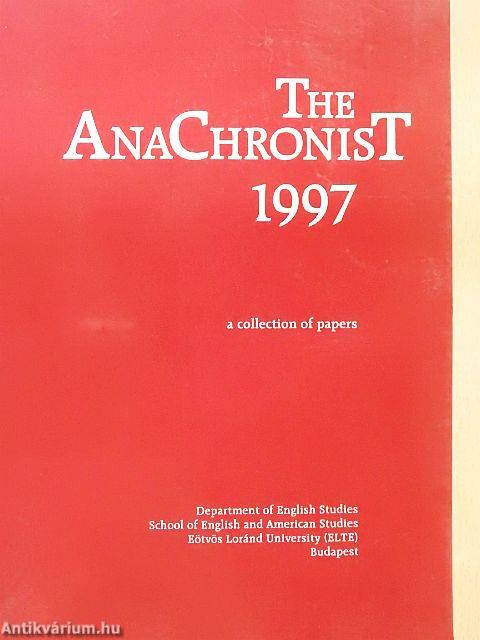 THE
ANACHRONIST
1997
a collection of papers
Department of English Studies
School of English and American Studies
Eötvös Loránd University (ELTE)
Budapest
Antikvárium.hu